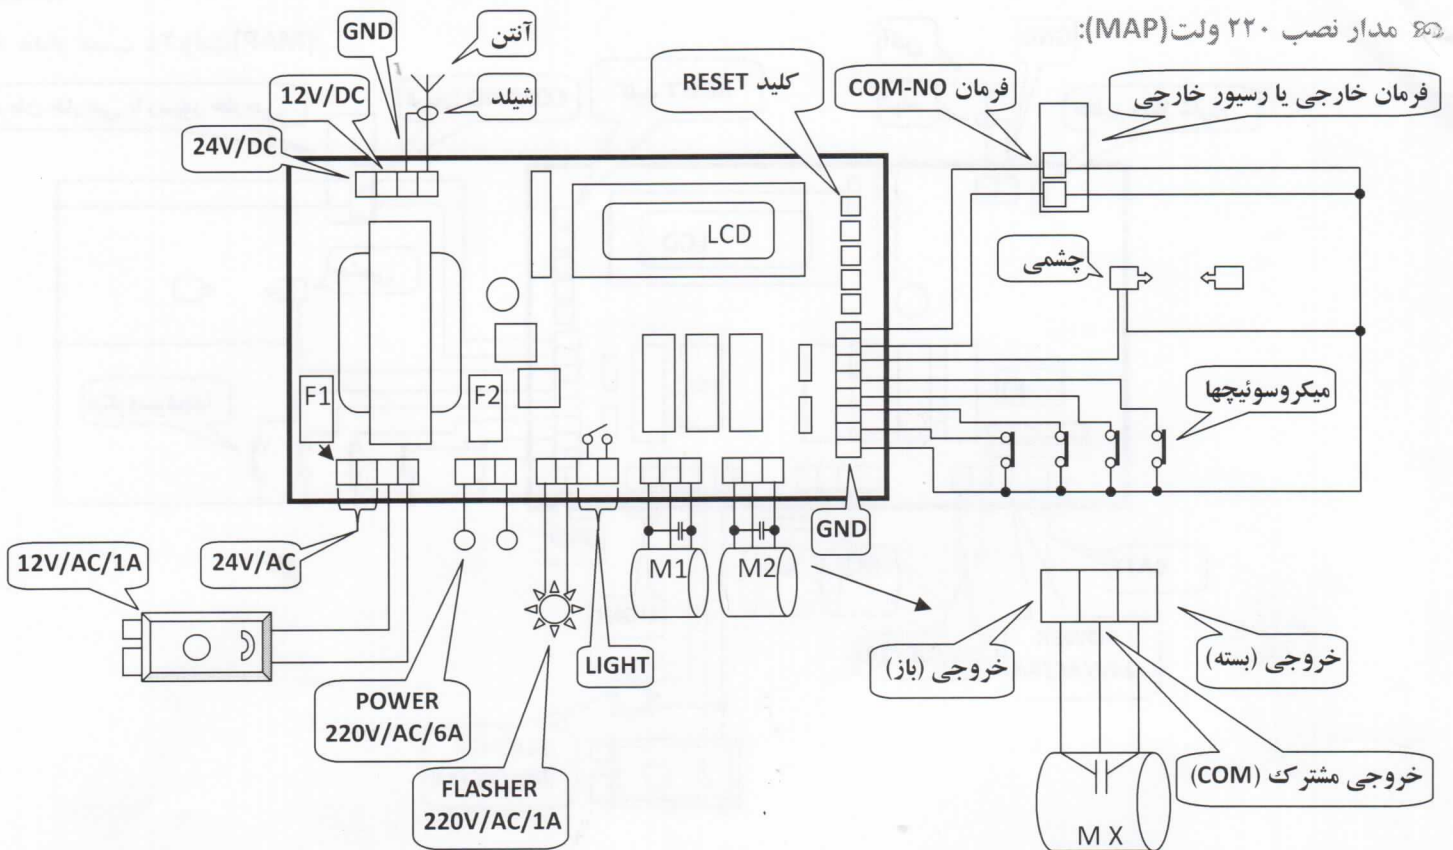 مدار نصب ۲۲۰ ولت(MAP):
GND
آنتن
12V/DC
شیلد
24V/DC
کلید RESET
فرمان COM-NO
فرمان خارجی یا رسیور خارجی
LCD
چشمی
F1
F2
میکروسوئیچها
GND
12V/AC/1A
24V/AC
M1
M2
LIGHT
POWER
220V/AC/6A
FLASHER
220V/AC/1A
خروجی (باز)
خروجی (بسته)
خروجی مشترک (COM)
M X